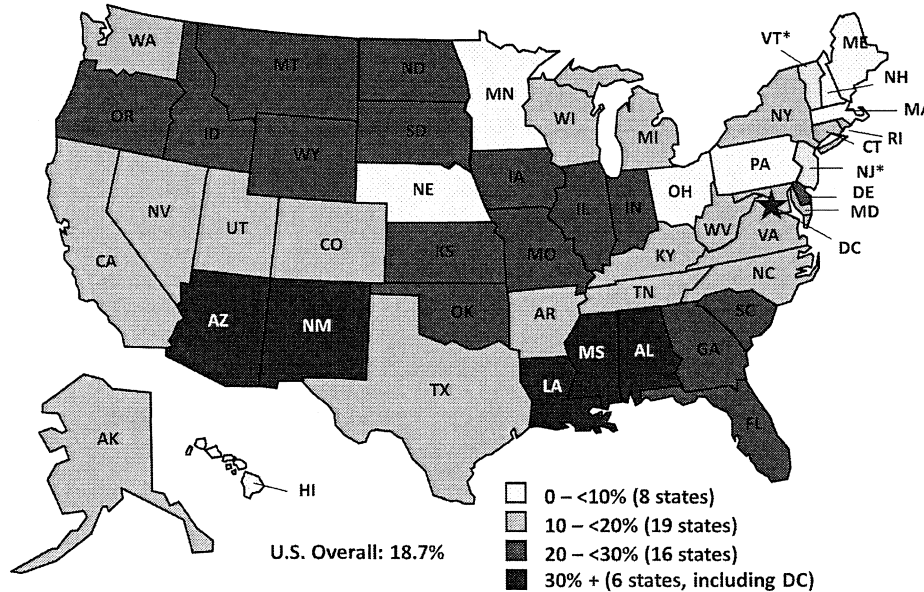 WA
MT
ND
MN
VT*
ME
NH
OR
ID
SD
WI
MI
NY
MA
RI
CT
WY
IA
NE
PA
NJ*
OH
DE
IL
IN
MD
NV
UT
CO
WV
VA
DC
CA
KS
MO
KY
NC
TN
AZ
NM
OK
AR
SC
MS
AL
GA
TX
LA
FL
AK
HI
0 – <10% (8 states)
10 – <20% (19 states)
20 – <30% (16 states)
30% + (6 states, including DC)
U.S. Overall: 18.7%